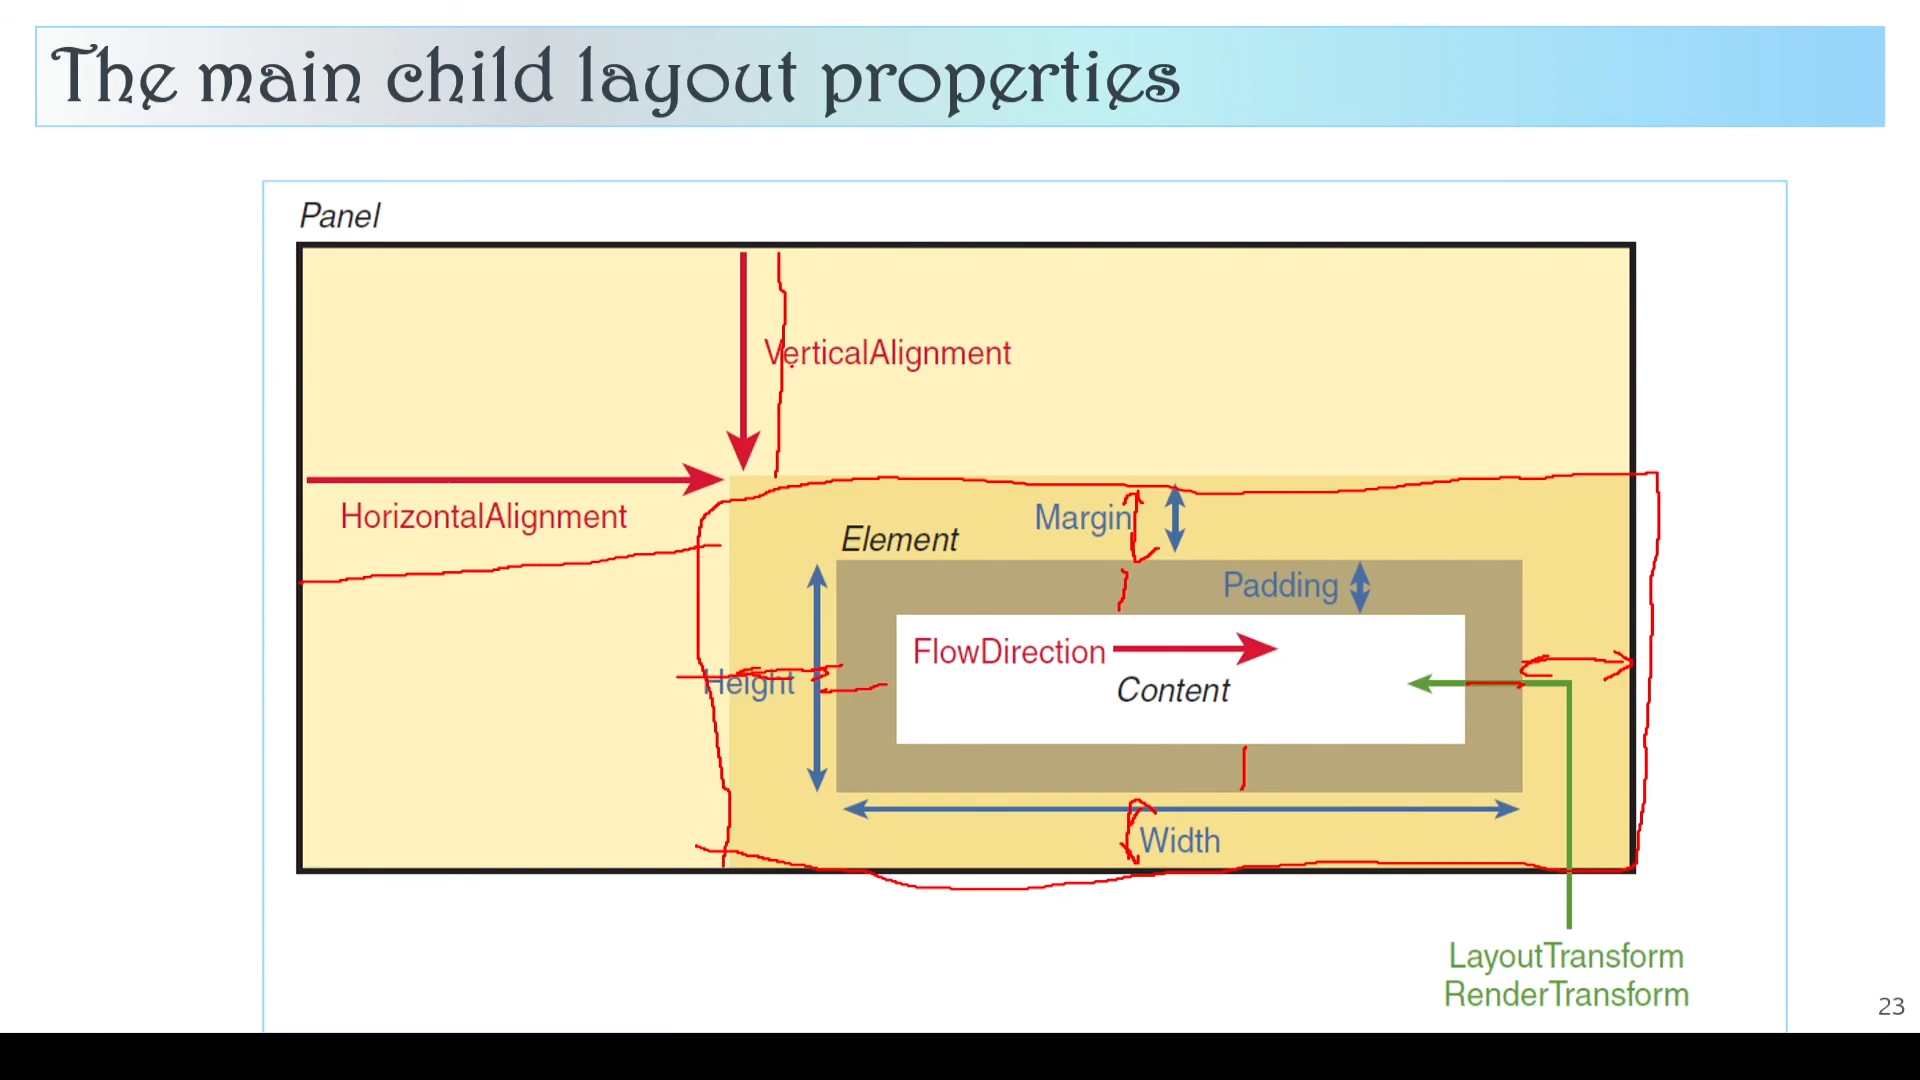 The main child layout properties
Panel
VerticalAlignment
HorizontalAlignment
Margin
Element
Padding
FlowDirection
Height
Content
Width
LayoutTransform
RenderTransform
23